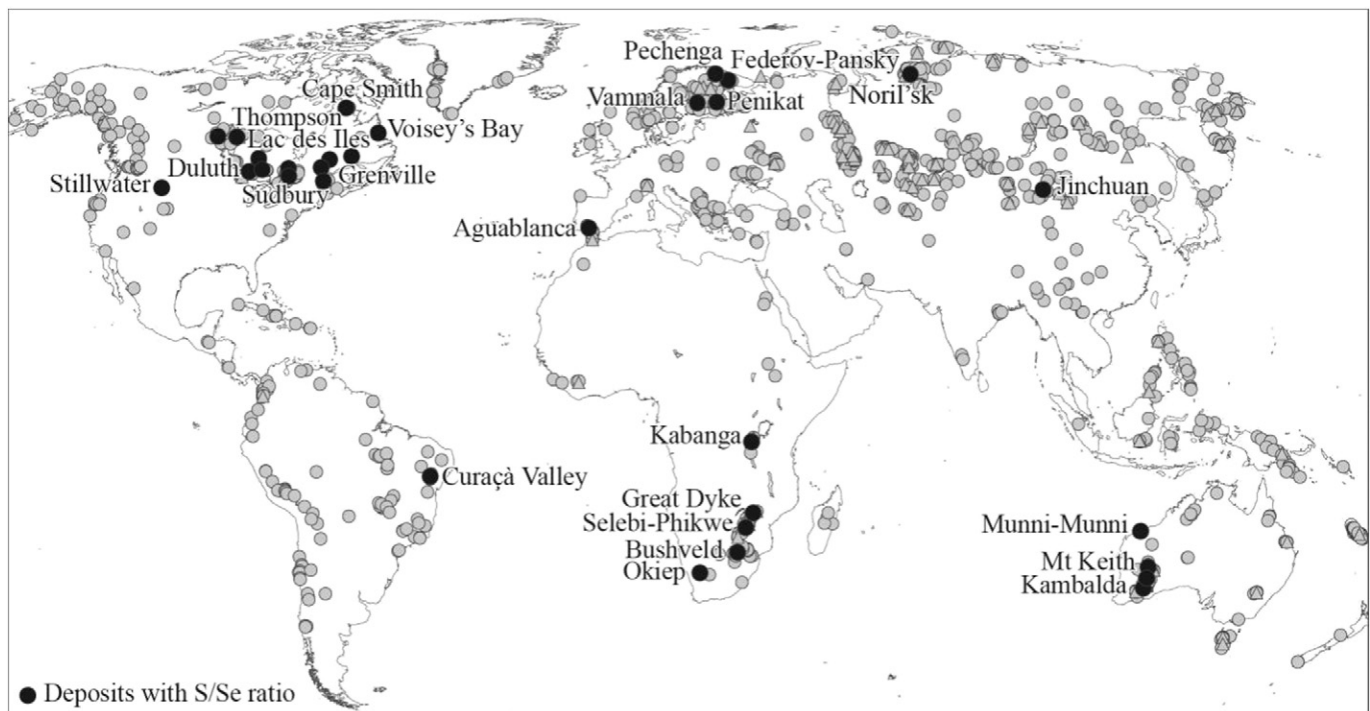 Pechenga
Federov-Pansky
Cape Smith
Vammala
Penikat
Noril'sk
Thompson
Voisey's Bay
Lac des Iles
Duluth
Grenville
Stillwater
Sudbury
Jinchuan
Aguablanca
Kabanga
Curaçà Valley
Great Dyke
Selebi-Phikwe
Munni-Munni
Bushveld
Mt Keith
Okiep
Kambalda
Deposits with S/Se ratio